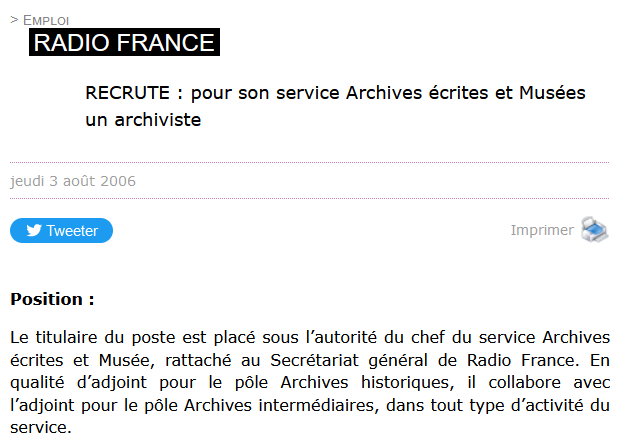 > Emploi
RADIO FRANCE
RECRUTE : pour son service Archives écrites et Musées
un archiviste
jeudi 3 août 2006
Tweeter
Imprimer
Position :
Le titulaire du poste est placé sous l’autorité du chef du service Archives
écrites et Musée, rattaché au Secrétariat général de Radio France. En
qualité d’adjoint pour le pôle Archives historiques, il collabore avec
l’adjoint pour le pôle Archives intermédiaires, dans tout type d’activité du
service.